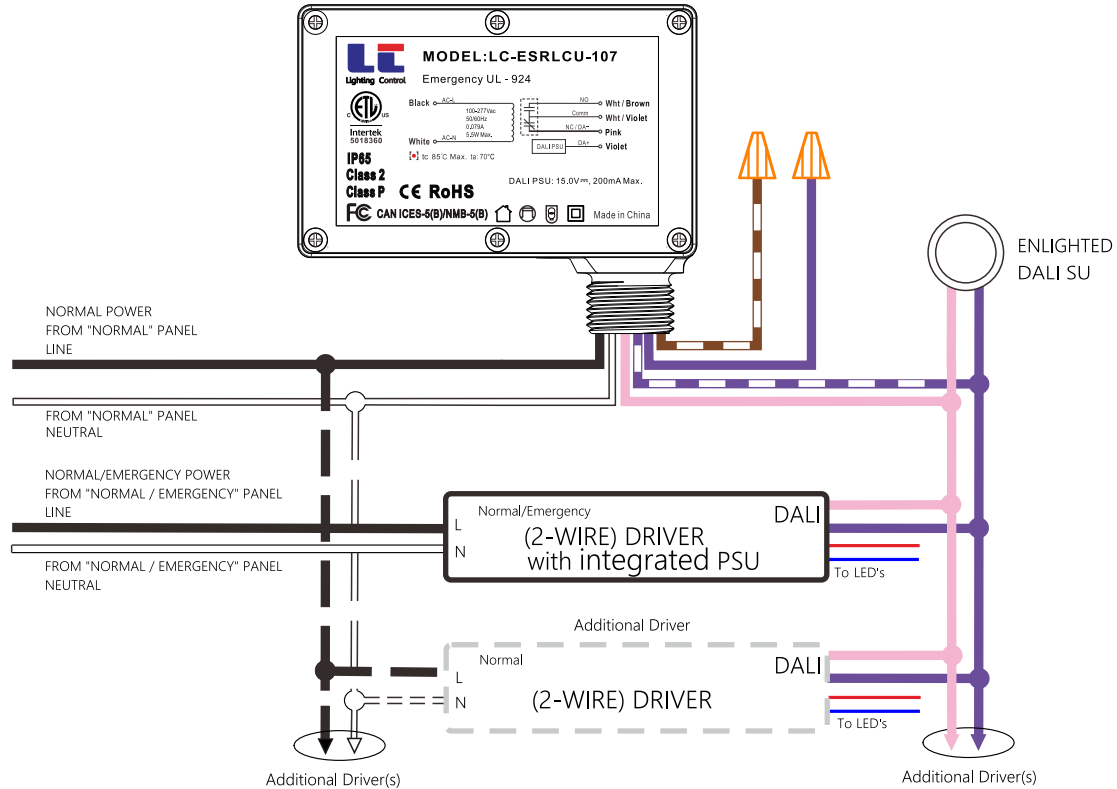 LC
Lighting Control
MODEL:LC-ESRLCU-107
Emergency UL - 924
ETL
C US
Intertek
5018360
IP65
Class 2
Class P
CE RoHS
FC CAN ICES-5(B)/NMB-5(B)
Made in China
Black AC-L
100-277Vac
50/60Hz
0.079A
5.5W Max.
White AC-N
tc 85℃ Max. ta: 70°C
NO Wht / Brown
Comm Wht / Violet
NC / DA− Pink
DALI PSU DA+ Violet
DALI PSU: 15.0V⎓, 200mA Max.
ENLIGHTED
DALI SU
NORMAL POWER
FROM "NORMAL" PANEL
LINE
FROM "NORMAL" PANEL
NEUTRAL
NORMAL/EMERGENCY POWER
FROM "NORMAL / EMERGENCY" PANEL
LINE
FROM "NORMAL / EMERGENCY" PANEL
NEUTRAL
Normal/Emergency
L
N
(2-WIRE) DRIVER
with integrated PSU
DALI
To LED's
Additional Driver
Normal
L
N
(2-WIRE) DRIVER
DALI
To LED's
Additional Driver(s)
Additional Driver(s)